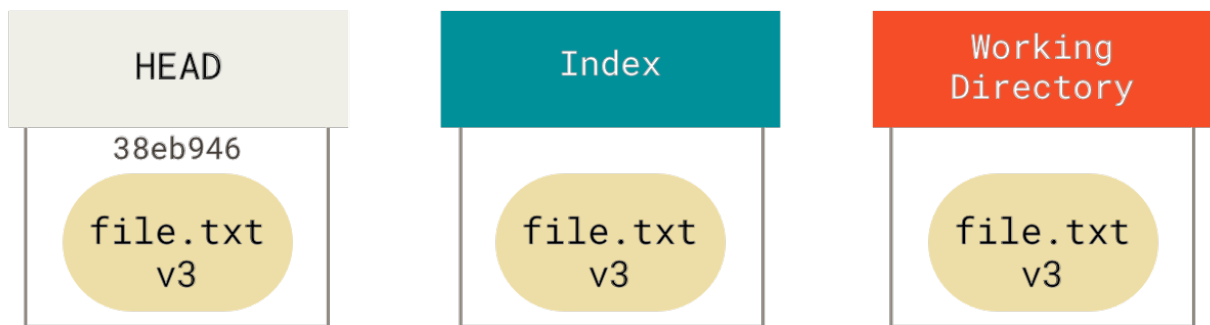 HEAD
38eb946
file.txt
v3
Index
file.txt
v3
Working
Directory
file.txt
v3